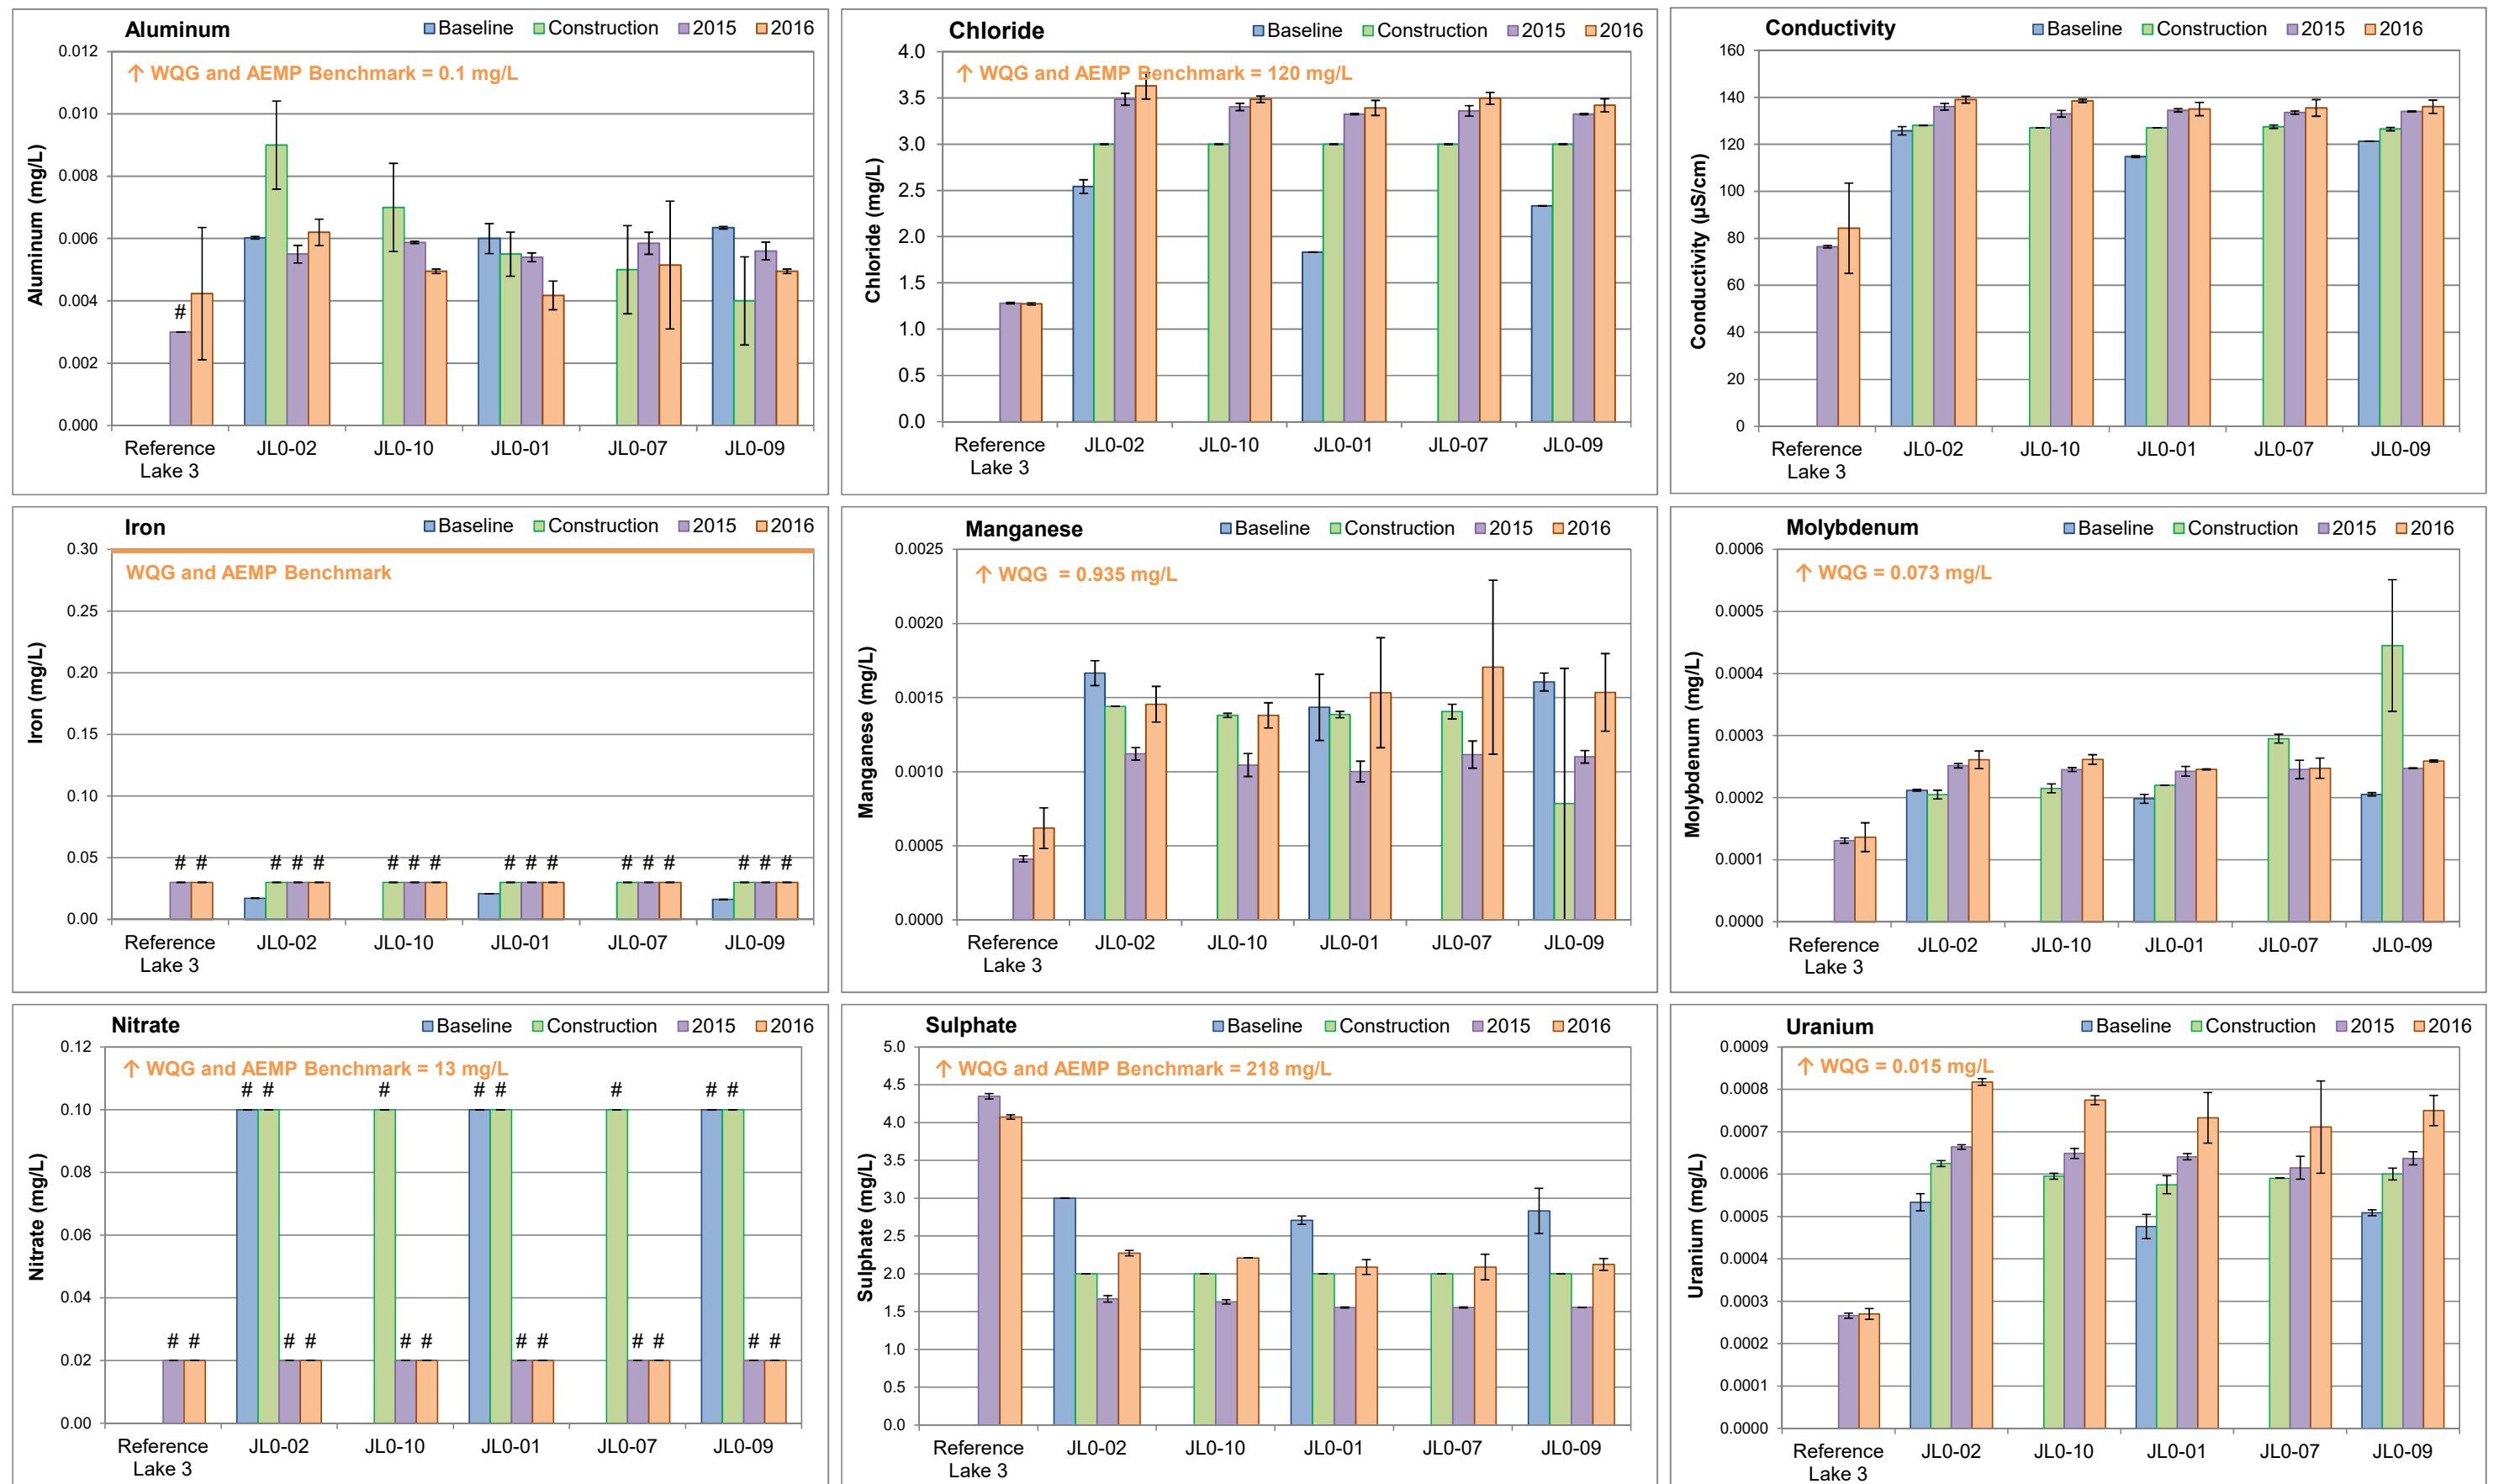 Aluminum
Baseline Construction 2015 2016
↑ WQG and AEMP Benchmark = 0.1 mg/L
Aluminum (mg/L)
0.012
0.010
0.008
0.006
0.004
0.002
0.000
#
Reference Lake 3 JL0-02 JL0-10 JL0-01 JL0-07 JL0-09
Chloride
Baseline Construction 2015 2016
↑ WQG and AEMP Benchmark = 120 mg/L
Chloride (mg/L)
4.0
3.5
3.0
2.5
2.0
1.5
1.0
0.5
0.0
Reference Lake 3 JL0-02 JL0-10 JL0-01 JL0-07 JL0-09
Conductivity
Baseline Construction 2015 2016
Conductivity (µS/cm)
160
140
120
100
80
60
40
20
0
Reference Lake 3 JL0-02 JL0-10 JL0-01 JL0-07 JL0-09
Iron
Baseline Construction 2015 2016
WQG and AEMP Benchmark
Iron (mg/L)
0.30
0.25
0.20
0.15
0.10
0.05
0.00
# # # # # # # # # # # # # # # # #
Reference Lake 3 JL0-02 JL0-10 JL0-01 JL0-07 JL0-09
Manganese
Baseline Construction 2015 2016
↑ WQG = 0.935 mg/L
Manganese (mg/L)
0.0025
0.0020
0.0015
0.0010
0.0005
0.0000
Reference Lake 3 JL0-02 JL0-10 JL0-01 JL0-07 JL0-09
Molybdenum
Baseline Construction 2015 2016
↑ WQG = 0.073 mg/L
Molybdenum (mg/L)
0.0006
0.0005
0.0004
0.0003
0.0002
0.0001
0.0000
Reference Lake 3 JL0-02 JL0-10 JL0-01 JL0-07 JL0-09
Nitrate
Baseline Construction 2015 2016
↑ WQG and AEMP Benchmark = 13 mg/L
Nitrate (mg/L)
0.12
0.10
0.08
0.06
0.04
0.02
0.00
# # # # # # # #
# # # # # # # # # # # #
Reference Lake 3 JL0-02 JL0-10 JL0-01 JL0-07 JL0-09
Sulphate
Baseline Construction 2015 2016
↑ WQG and AEMP Benchmark = 218 mg/L
Sulphate (mg/L)
5.0
4.5
4.0
3.5
3.0
2.5
2.0
1.5
1.0
0.5
0.0
Reference Lake 3 JL0-02 JL0-10 JL0-01 JL0-07 JL0-09
Uranium
Baseline Construction 2015 2016
↑ WQG = 0.015 mg/L
Uranium (mg/L)
0.0009
0.0008
0.0007
0.0006
0.0005
0.0004
0.0003
0.0002
0.0001
0.0000
Reference Lake 3 JL0-02 JL0-10 JL0-01 JL0-07 JL0-09